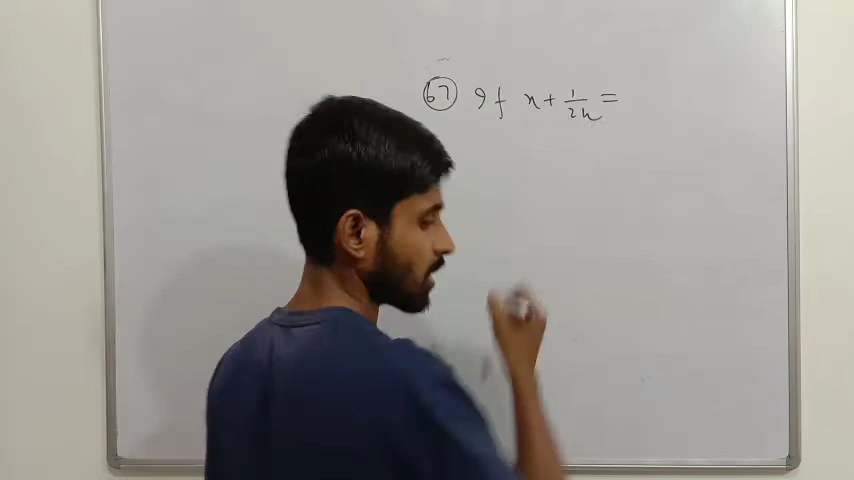 67 If x + 1/2x =